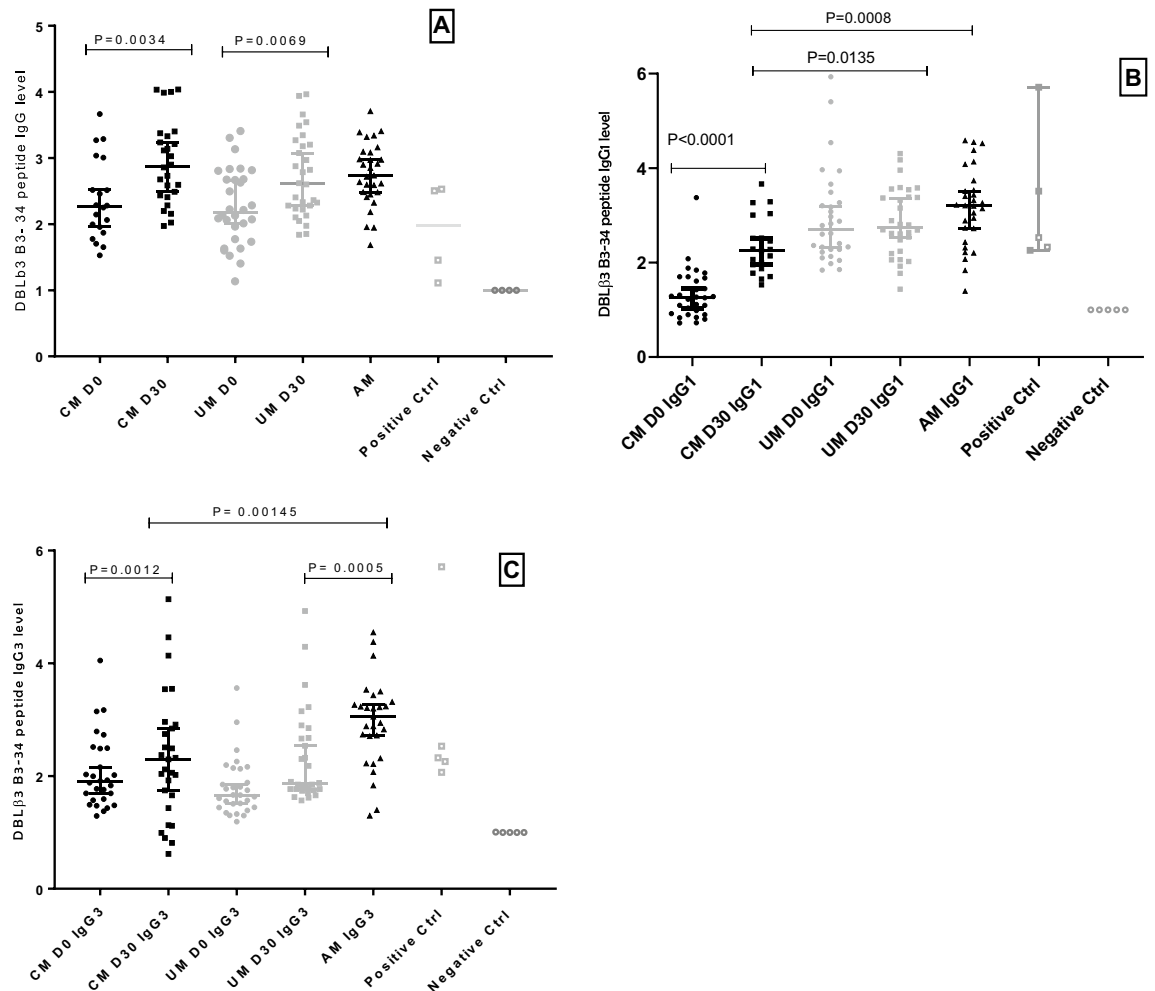 A
P=0.0034
P=0.0069
DBLb3 B3- 34 peptide IgG level
5
4
3
2
1
0
CM D0
CM D30
UM D0
UM D30
AM
Positive Ctrl
Negative Ctrl
P=0.0008
P=0.0135
B
P<0.0001
DBLβ3 B3-34 peptide IgG1 level
6
4
2
0
CM D0 IgG1
CM D30 IgG1
UM D0 IgG1
UM D30 IgG1
AM IgG1
Positive Ctrl
Negative Ctrl
P= 0.00145
C
P=0.0012
P= 0.0005
DBLβ3 B3-34 peptide IgG3 level
6
4
2
0
CM D0 IgG3
CM D30 IgG3
UM D0 IgG3
UM D30 IgG3
AM IgG3
Positive Ctrl
Negative Ctrl